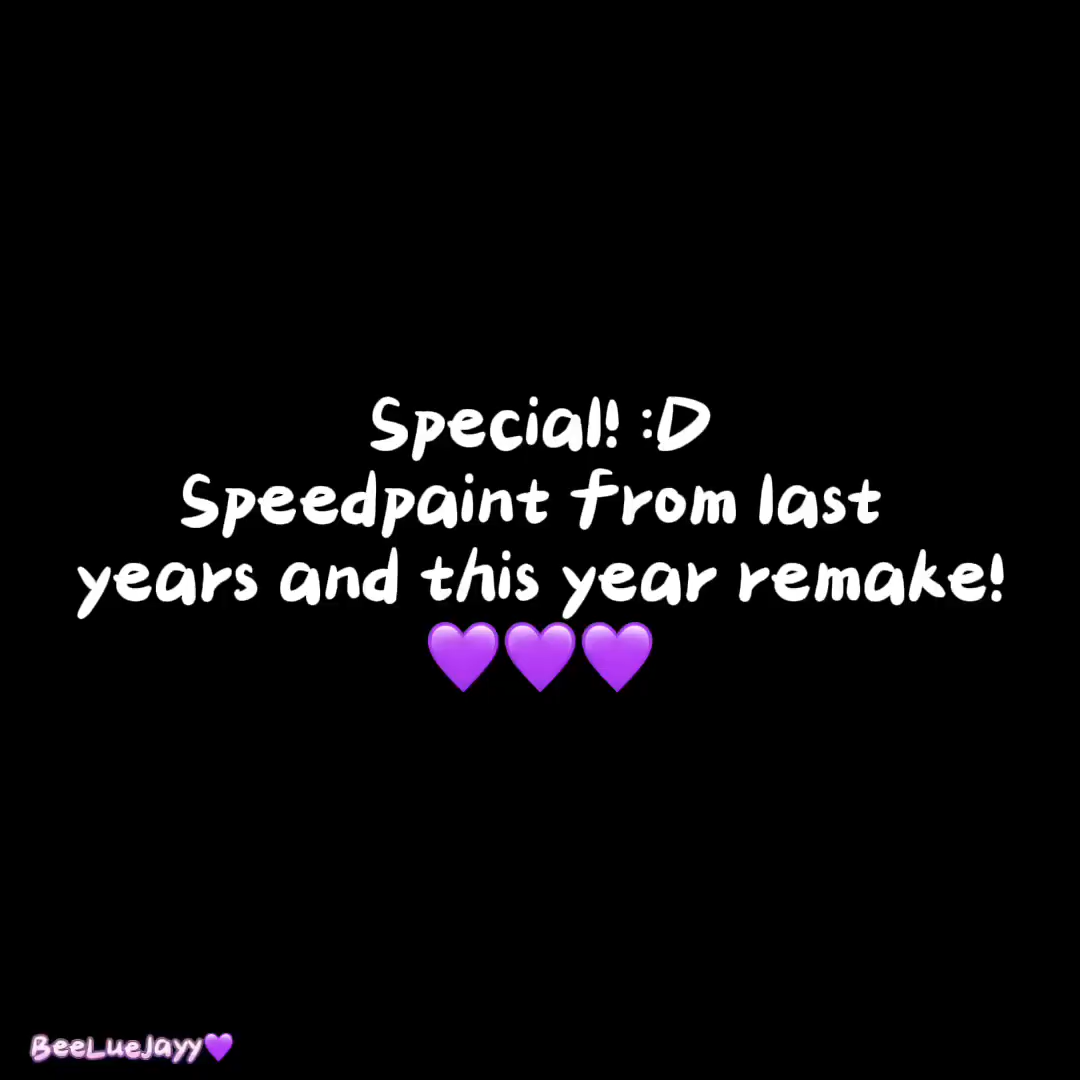 Special! :D
Speedpaint from last
years and this year remake!
💜💜💜
BeeLueJayy💜